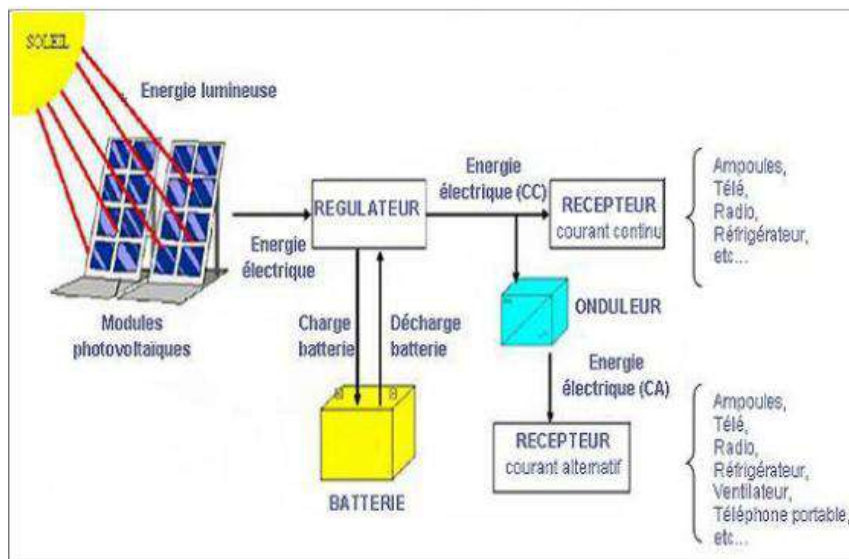 SOLEIL
Energie lumineuse
Modules
photovoltaïques
Energie
électrique
REGULATEUR
Charge
batterie
Décharge
batterie
BATTERIE
Energie
électrique (CC)
RECEPTEUR
courant continu
Ampoules,
Télé,
Radio,
Réfrigérateur,
etc...
ONDULEUR
Energie
électrique (CA)
RECEPTEUR
courant alternatif
Ampoules,
Télé,
Radio,
Réfrigérateur,
Ventilateur,
Téléphone portable,
etc...